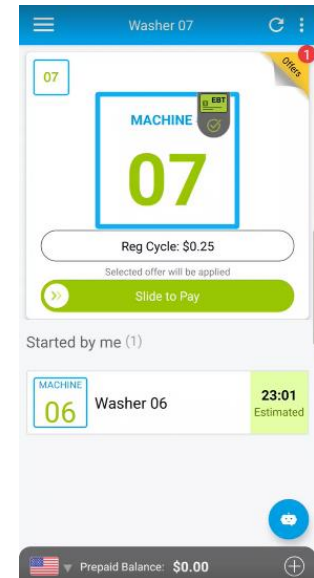 Washer 07
07
Offers
1
EBT
MACHINE
07
Reg Cycle: $0.25
Selected offer will be applied
Slide to Pay
Started by me (1)
MACHINE
06
Washer 06
23:01
Estimated
Prepaid Balance: $0.00